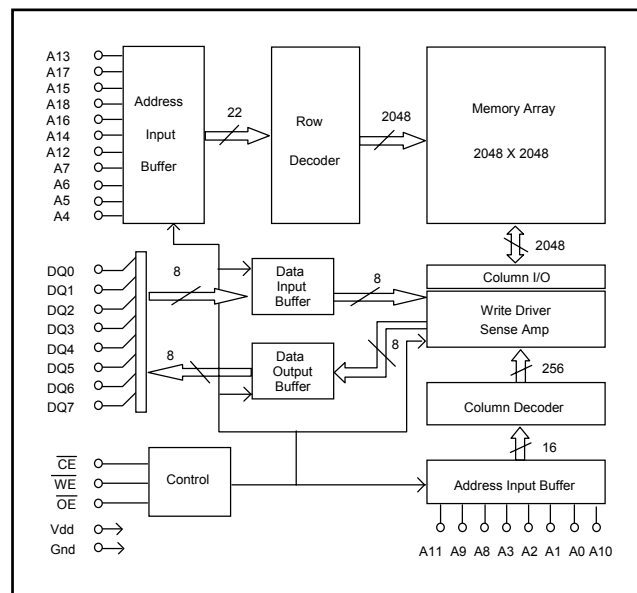 A13
A17
A15
A18
A16
A14
A12
A7
A6
A5
A4
Address
Input
Buffer
22
Row
Decoder
2048
Memory Array
2048 X 2048
2048
Column I/O
Write Driver
Sense Amp
DQ0
DQ1
DQ2
DQ3
DQ4
DQ5
DQ6
DQ7
8
Data
Input
Buffer
8
8
Data
Output
Buffer
8
256
Column Decoder
16
Address Input Buffer
CE
WE
OE
Control
Vdd
Gnd
A11 A9 A8 A3 A2 A1 A0 A10